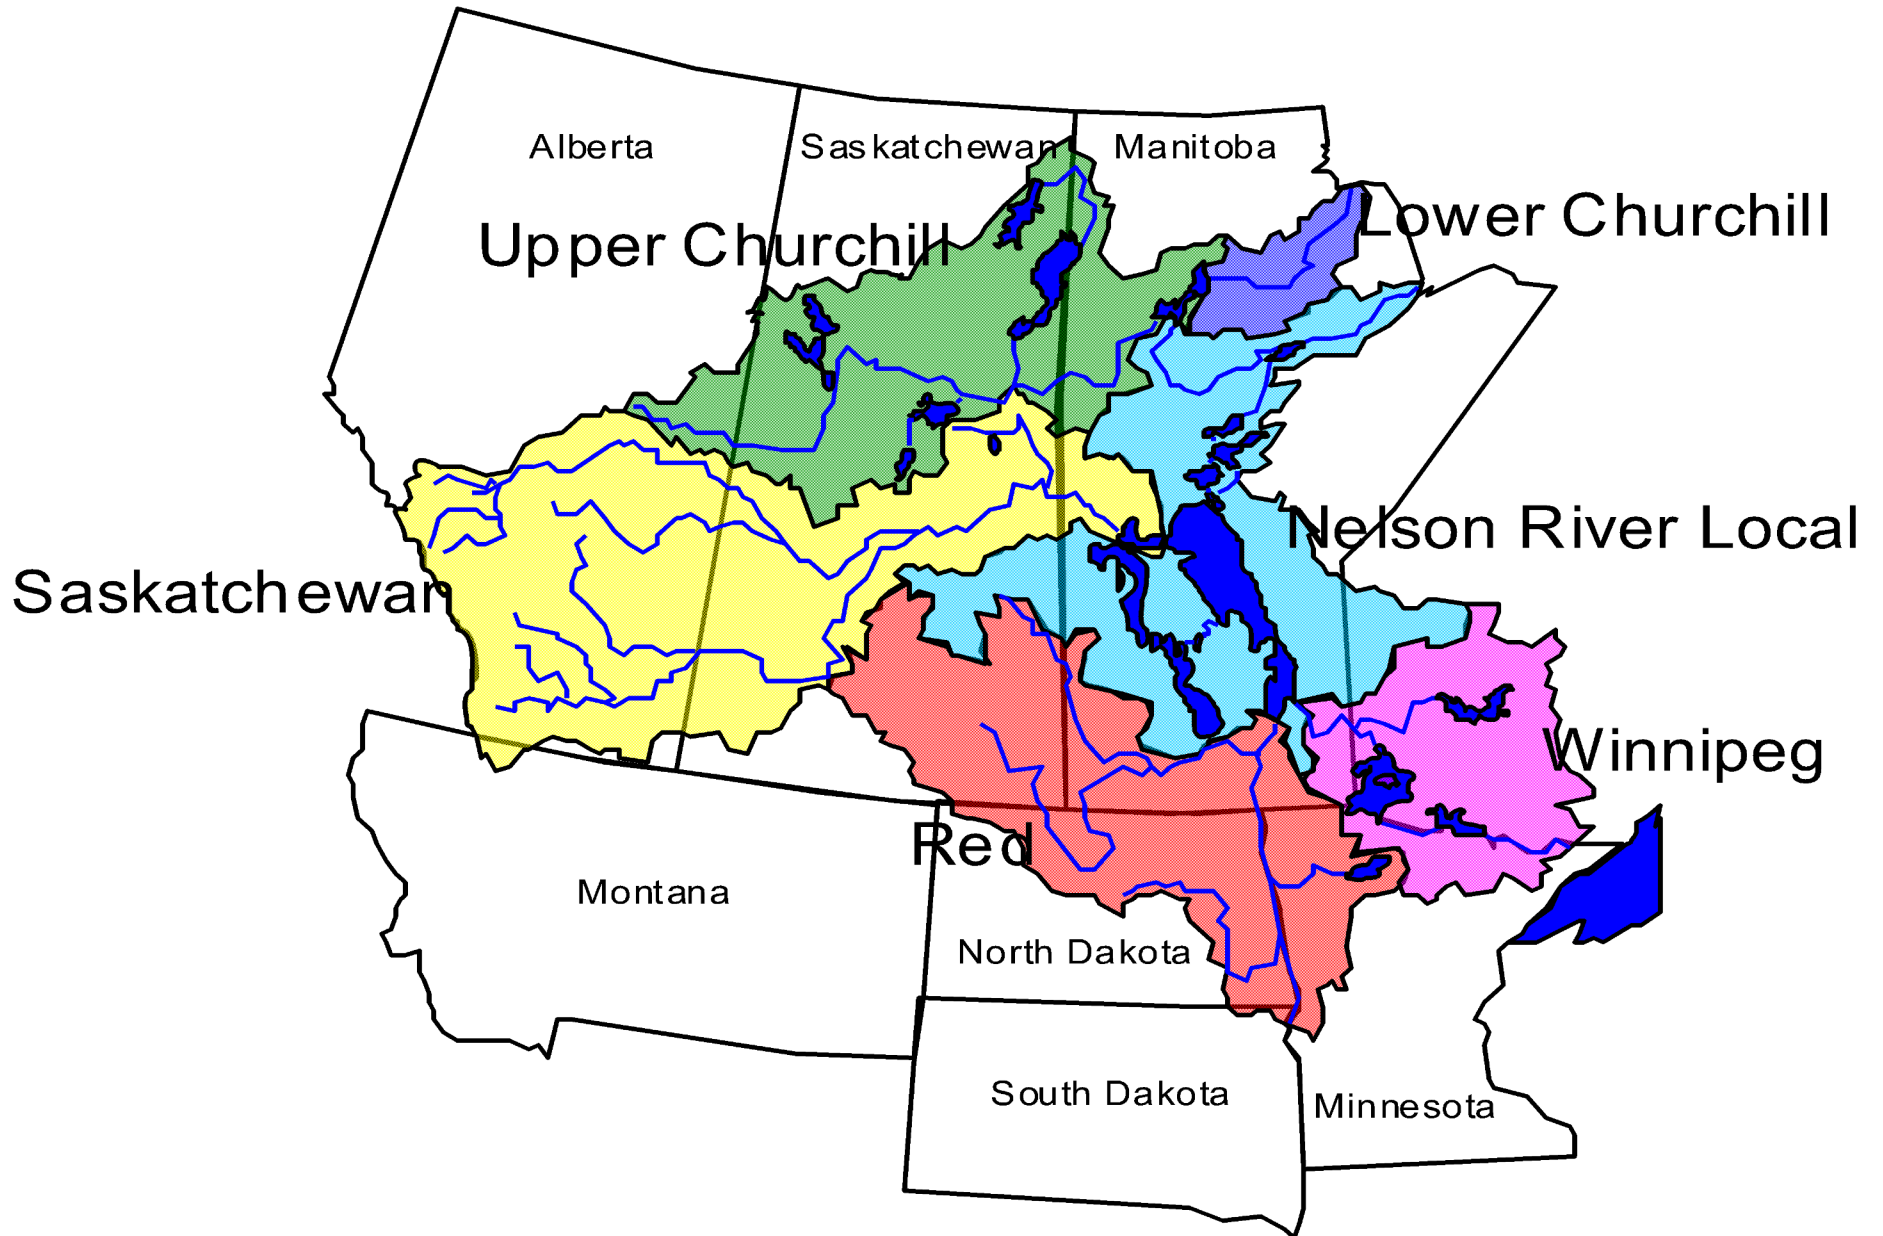 Alberta
Saskatchewan
Manitoba
Lower Churchill
Upper Churchill
Nelson River Local
Saskatchewan
Winnipeg
Red
Montana
North Dakota
South Dakota
Minnesota